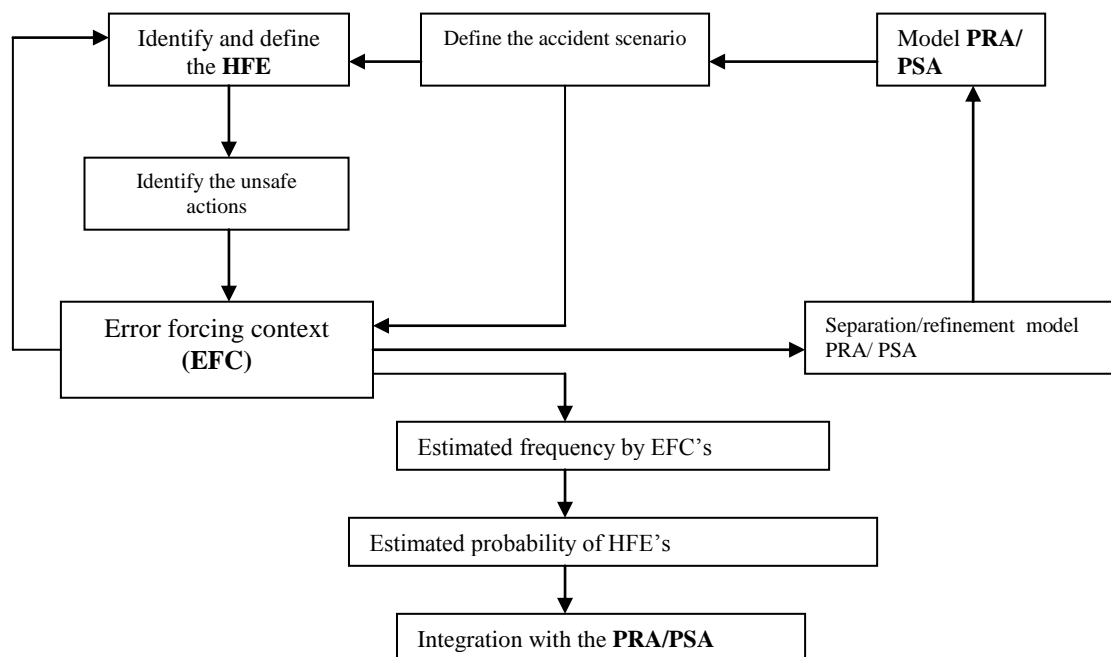 Identify and define
the HFE
Define the accident scenario
Model PRA/
PSA
Identify the unsafe
actions
Error forcing context
(EFC)
Separation/refinement model
PRA/ PSA
Estimated frequency by EFC’s
Estimated probability of HFE’s
Integration with the PRA/PSA